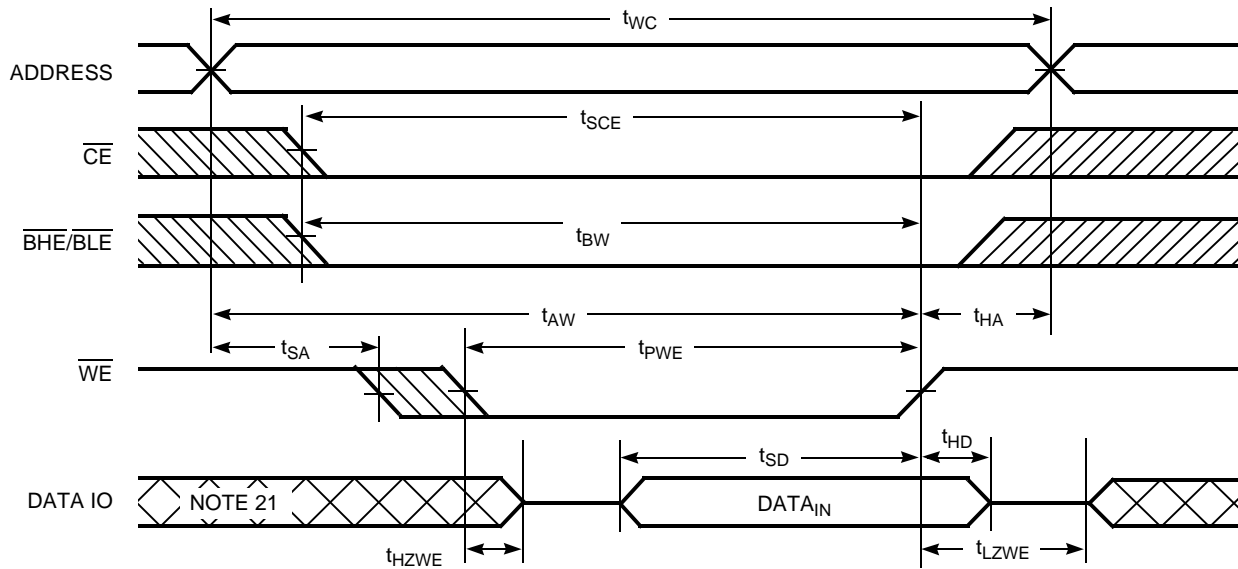 tWC
ADDRESS
tSCE
CE
tBW
BHE/BLE
tAW
tHA
tSA
tPWE
WE
tHD
tSD
DATA IO
NOTE 21
DATAIN
tHZWE
tLZWE